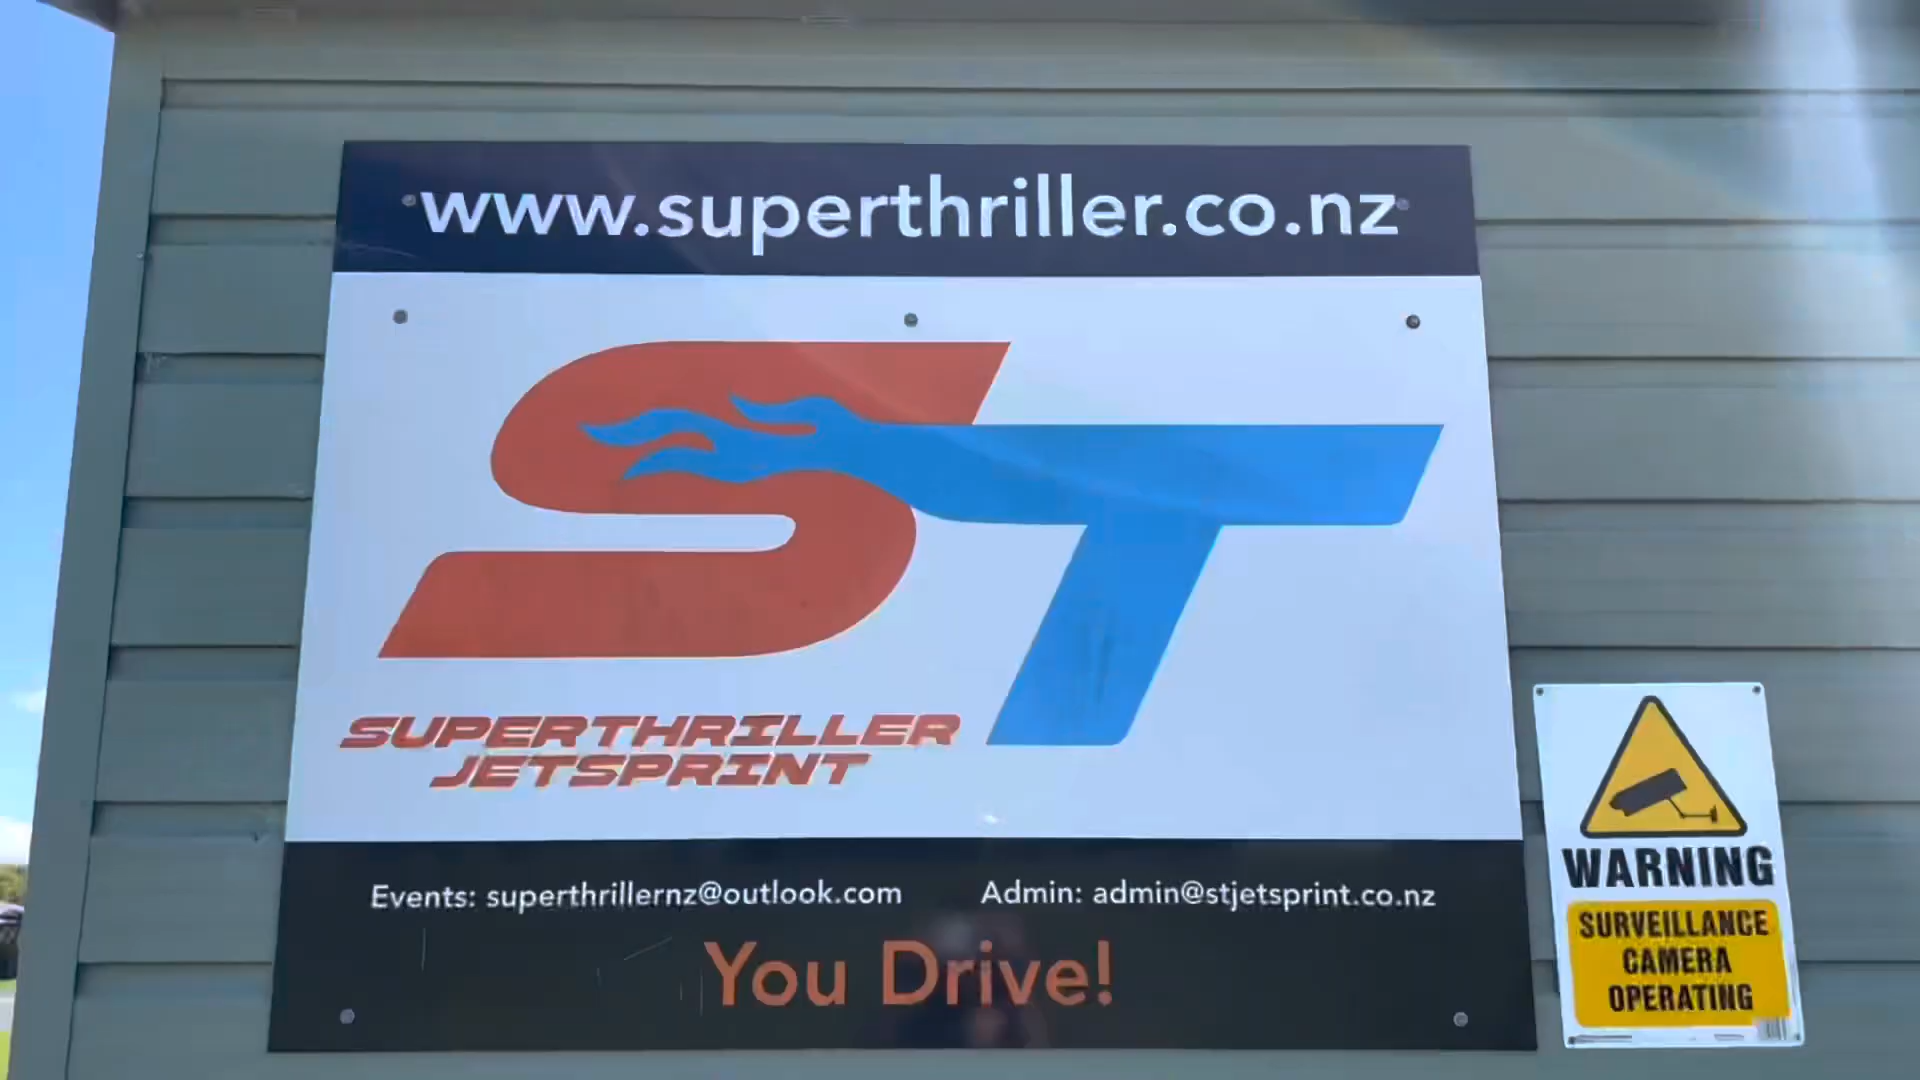 www.superthriller.co.nz
ST
SUPERTHRILLER
JETSPRINT
Events: superthrillernz@outlook.com
Admin: admin@stjetsprint.co.nz
You Drive!
WARNING
SURVEILLANCE
CAMERA
OPERATING